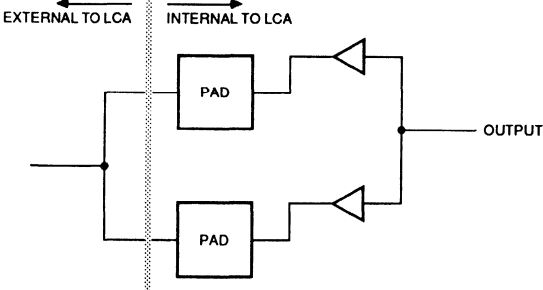 EXTERNAL TO LCA
INTERNAL TO LCA
PAD
OUTPUT
PAD